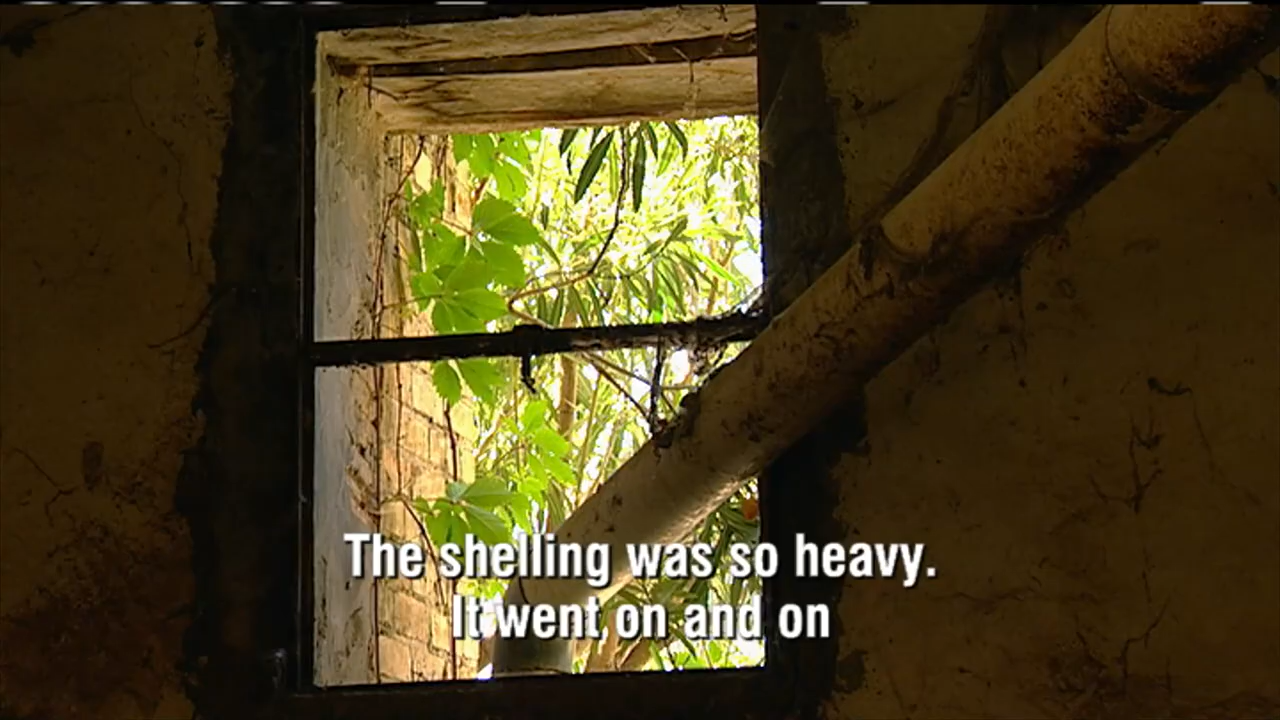 The shelling was so heavy.
It went on and on